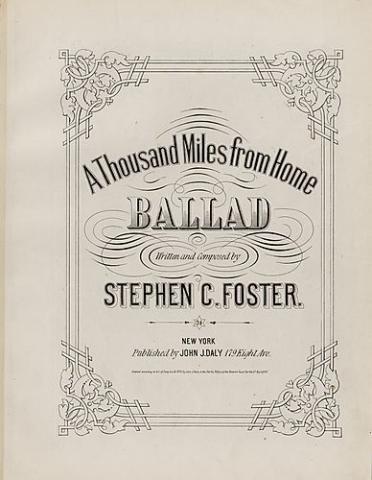 A Thousand Miles from Home
BALLAD
Written and Composed by
STEPHEN C. FOSTER.
NEW YORK
Published by JOHN J. DALY 179 Eight Ave.